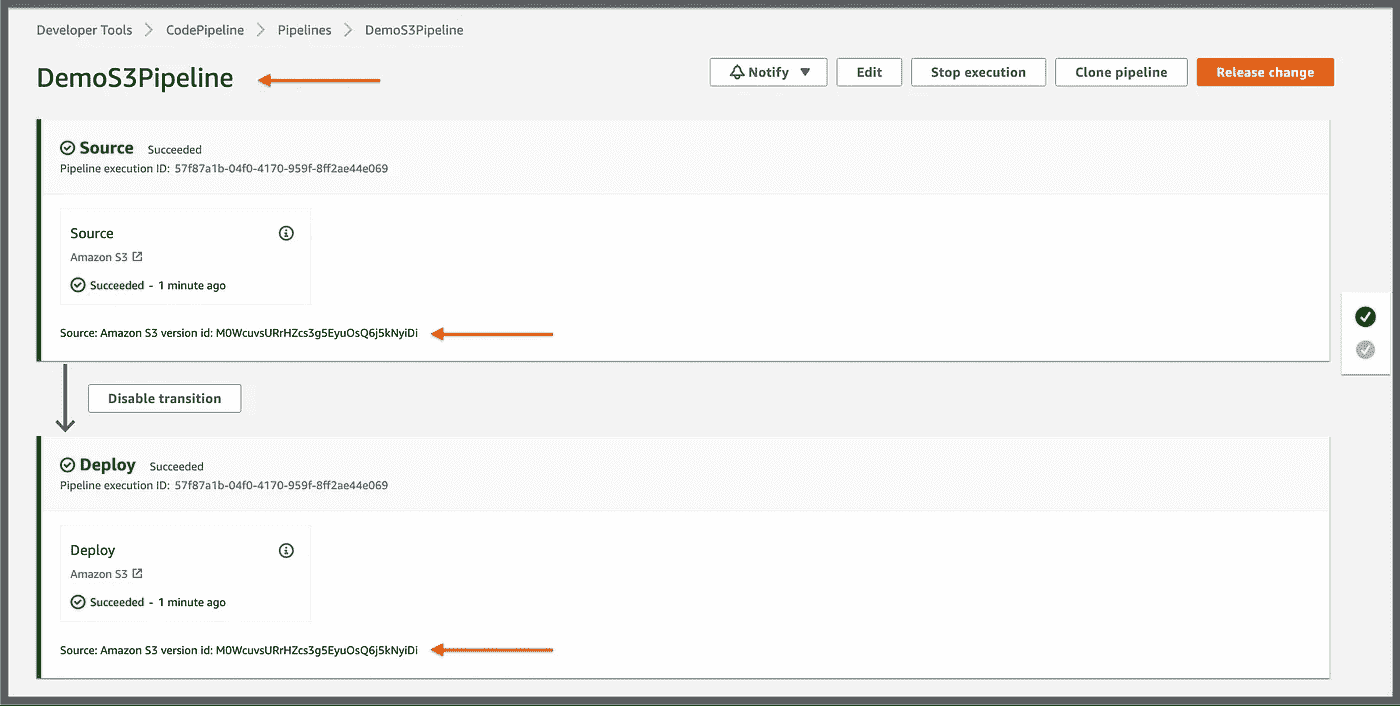 Developer Tools > CodePipeline > Pipelines > DemoS3Pipeline
DemoS3Pipeline
Notify ▼ Edit Stop execution Clone pipeline Release change
Source Succeeded
Pipeline execution ID: 57f87a1b-04f0-4170-959f-8ff2ae44e069
Source
Amazon S3
Succeeded - 1 minute ago
Source: Amazon S3 version id: M0WcuvsURrHZcs3g5EyuOsQ6j5kNyiDi
Disable transition
Deploy Succeeded
Pipeline execution ID: 57f87a1b-04f0-4170-959f-8ff2ae44e069
Deploy
Amazon S3
Succeeded - 1 minute ago
Source: Amazon S3 version id: M0WcuvsURrHZcs3g5EyuOsQ6j5kNyiDi